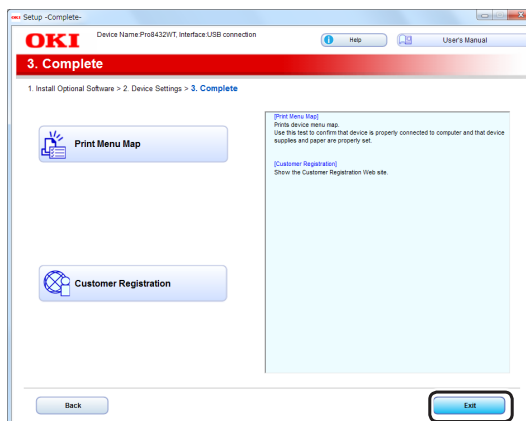 OKI Setup -Complete-
OKI Device Name:Pro8432WT, Interface:USB connection Help User's Manual
3. Complete
1. Install Optional Software > 2. Device Settings > 3. Complete
Print Menu Map
[Print Menu Map]
Prints device menu map.
Use this test to confirm that device is properly connected to computer and that device
supplies and paper are properly set.
[Customer Registration]
Show the Customer Registration Web site.
Customer Registration
Back Exit